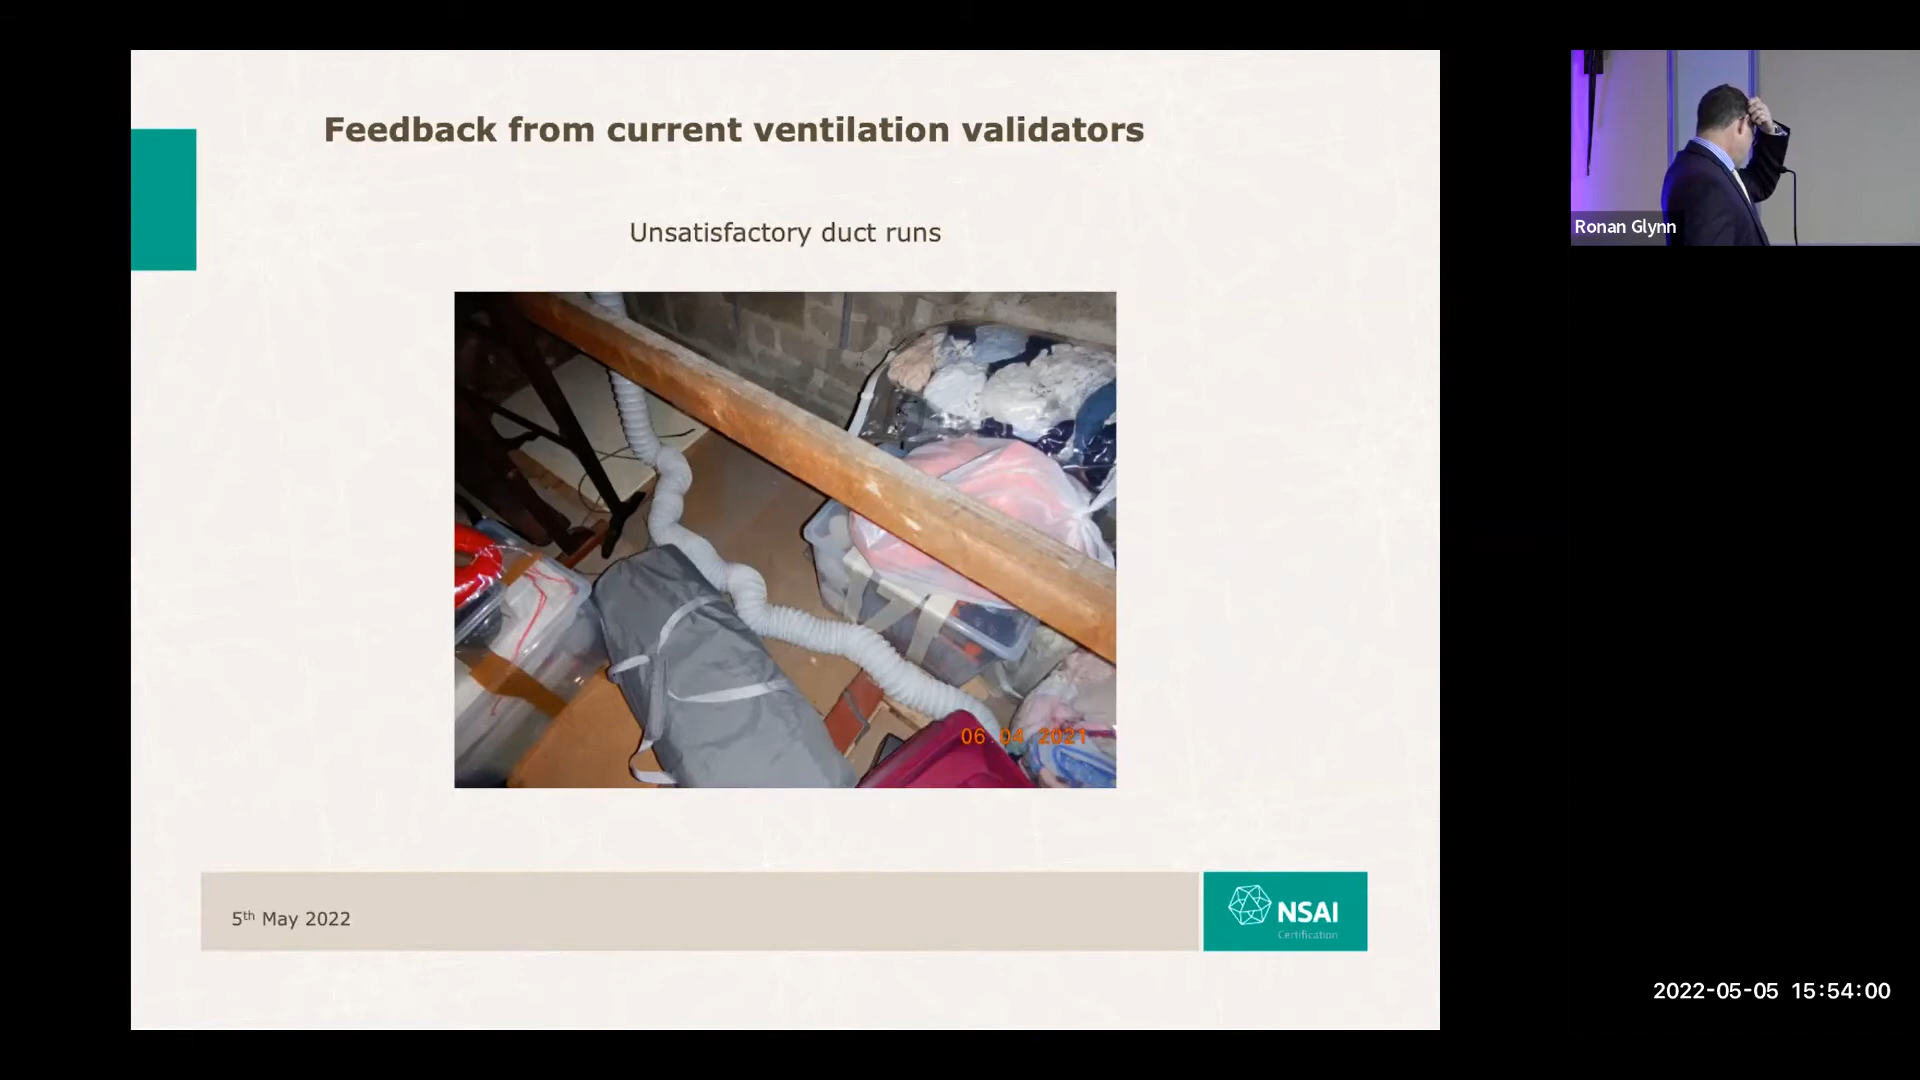 Feedback from current ventilation validators
Unsatisfactory duct runs
06 04 2021
5th May 2022
NSAI
Certification
Ronan Glynn
2022-05-05 15:54:00